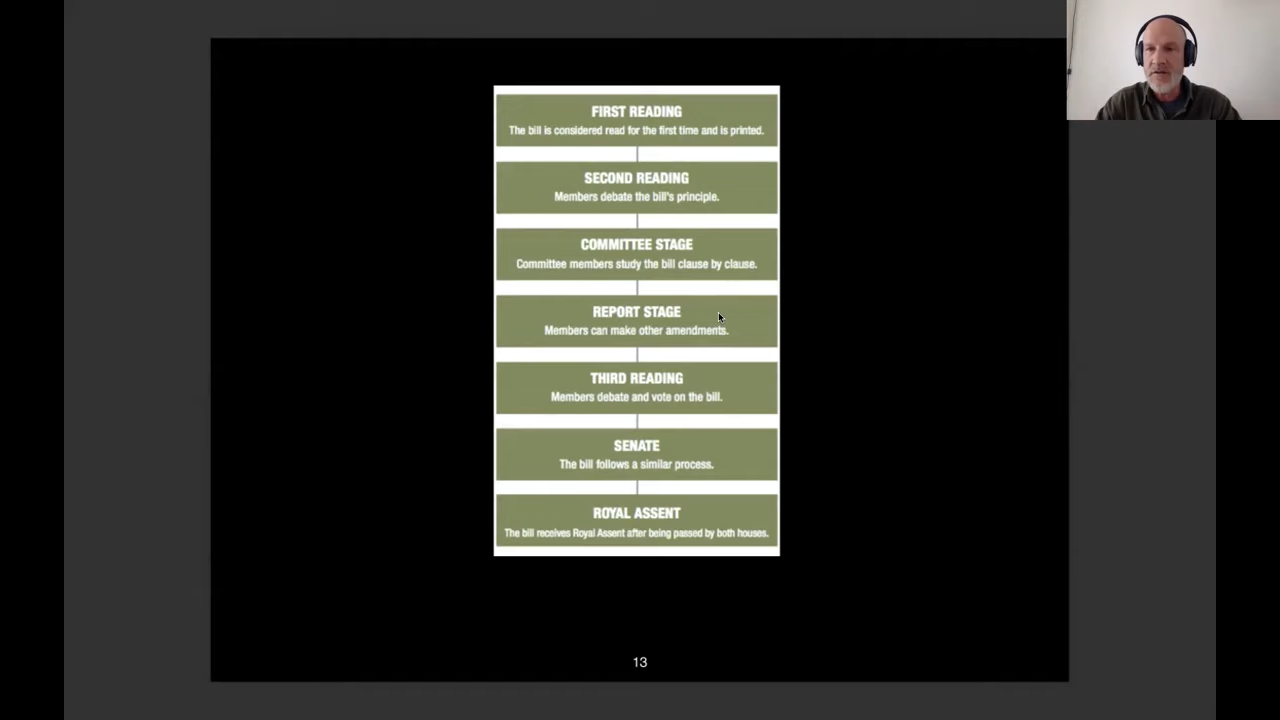 FIRST READING
The bill is considered read for the first time and is printed.
SECOND READING
Members debate the bill's principle.
COMMITTEE STAGE
Committee members study the bill clause by clause.
REPORT STAGE
Members can make other amendments.
THIRD READING
Members debate and vote on the bill.
SENATE
The bill follows a similar process.
ROYAL ASSENT
The bill receives Royal Assent after being passed by both houses.
13